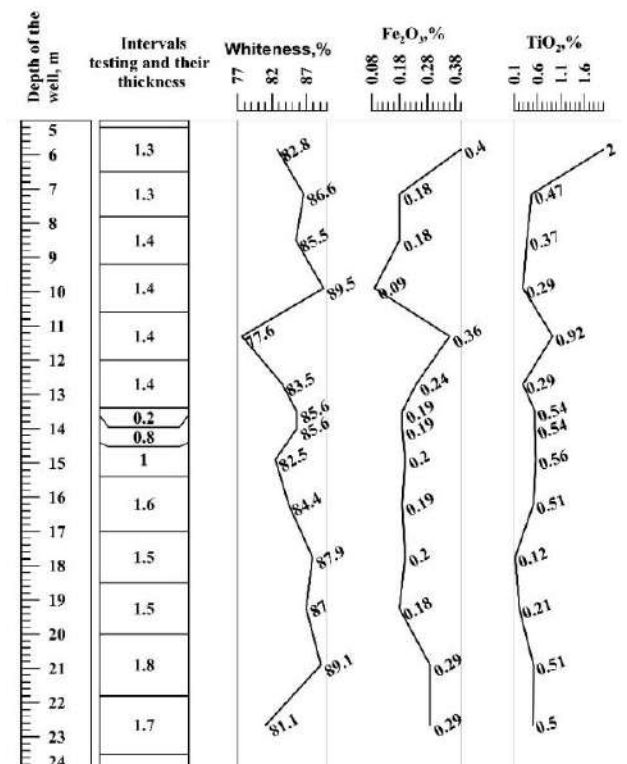 Depth of the
well, m
Intervals
testing and their
thickness
Whiteness,%
77 82 87
Fe₂O₃,%
0.08 0.18 0.28 0.38
TiO₂,%
0.1 0.6 1.1 1.6
5
6 1.3 82.8 0.4 2
7 1.3 86.6 0.18 0.47
8
1.4 85.5 0.18 0.37
9
10 1.4 89.5 0.09 0.29
11 1.4 77.6 0.36 0.92
12
13 1.4 83.5 0.24 0.29
0.2 85.6 0.19 0.54
14 0.8 85.6 0.19 0.54
15 1 82.5 0.2 0.56
16 1.6 84.4 0.19 0.51
17
18 1.5 87.9 0.2 0.12
19 1.5 87 0.18 0.21
20
21 1.8 89.1 0.29 0.51
22
23 1.7 81.1 0.29 0.5
24